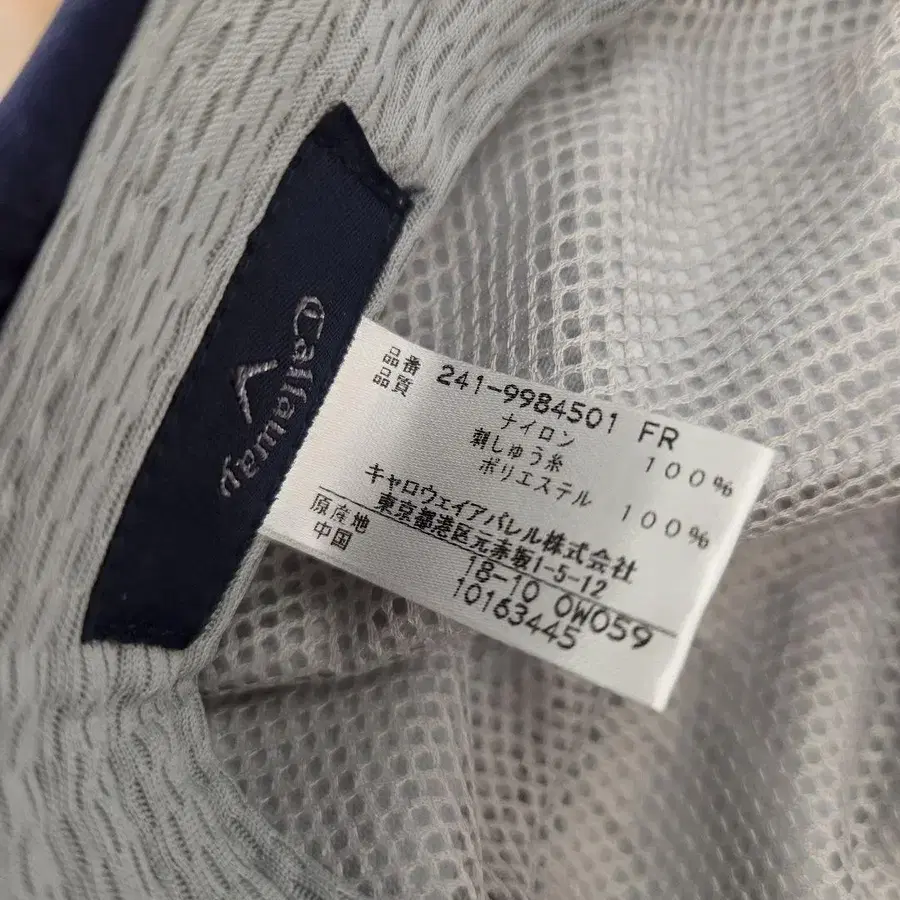 Callaway
品番 241-9984501 FR
品質 ナイロン 100%
刺しゅう糸
ポリエステル 100%
キャロウェイアパレル株式会社
東京都港区元赤坂1-5-12
原産地 18-10 0W059
中国 10163445